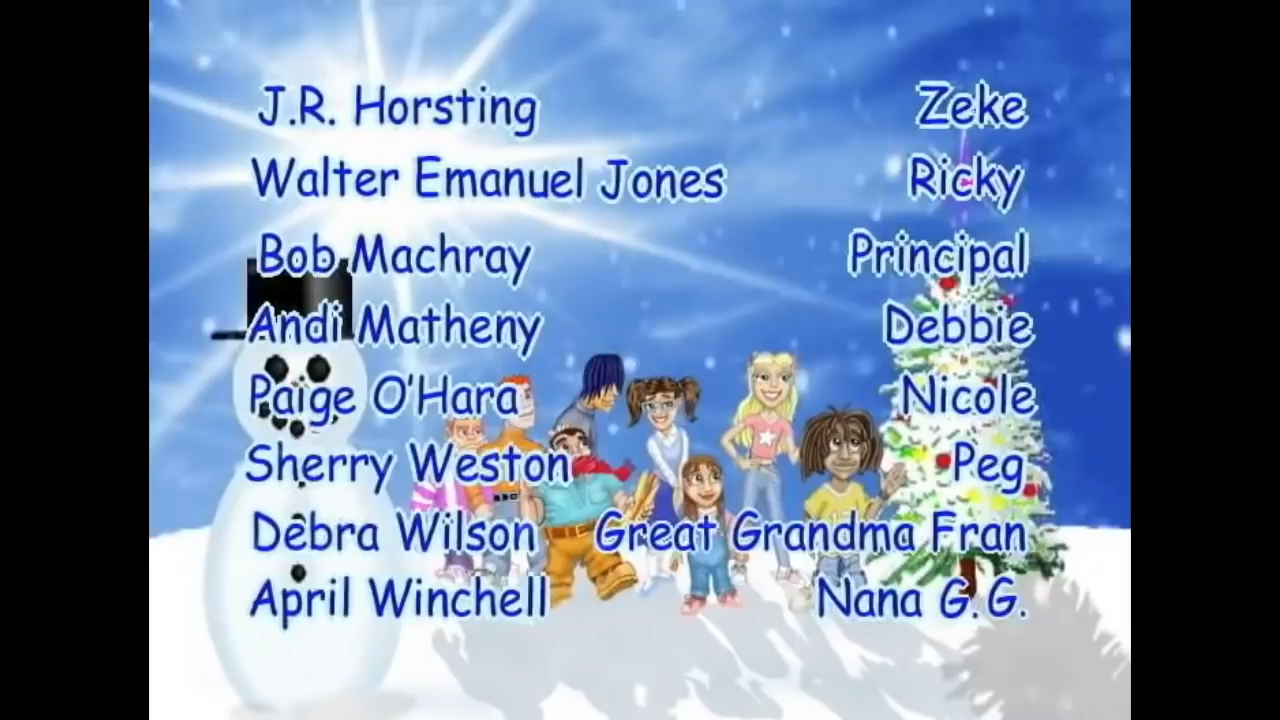 J.R. Horsting Zeke
Walter Emanuel Jones Ricky
Bob Machray Principal
Andi Matheny Debbie
Paige O'Hara Nicole
Sherry Weston Peg
Debra Wilson Great Grandma Fran
April Winchell Nana G.G.